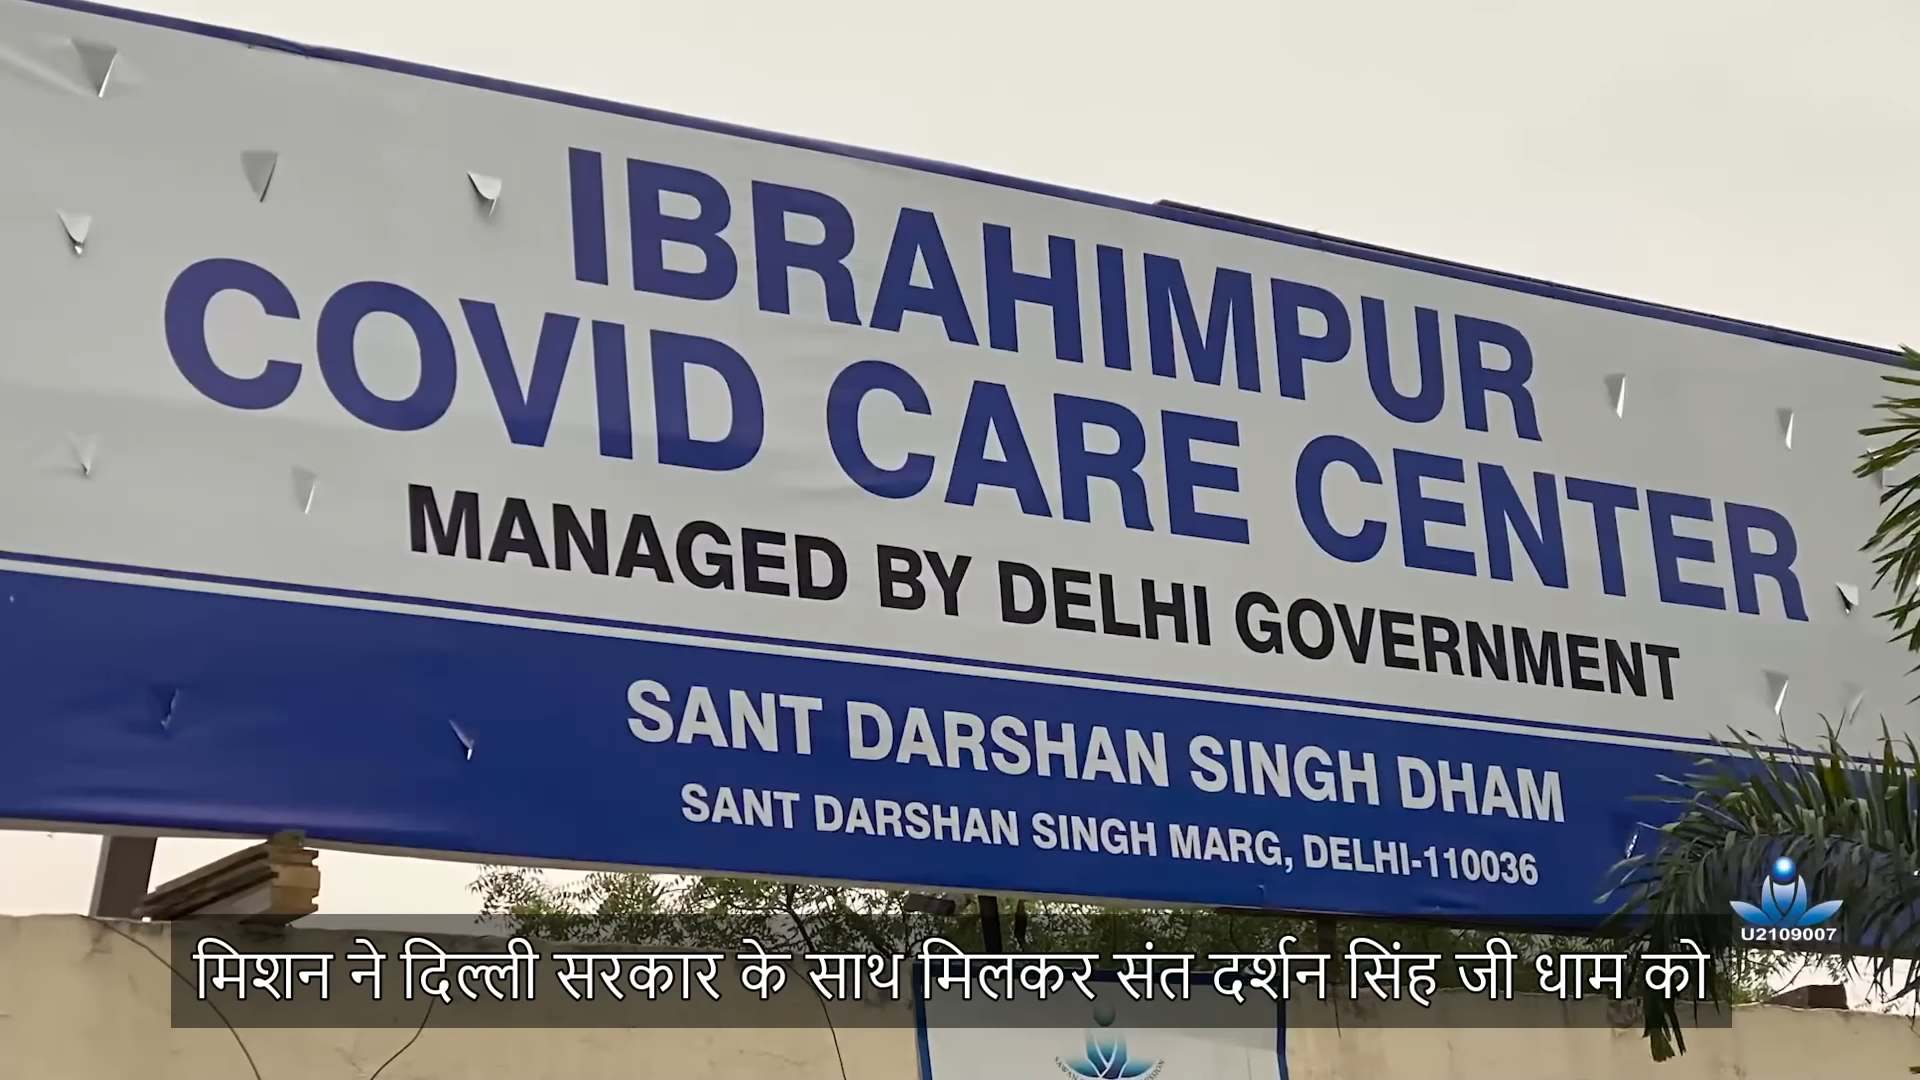 IBRAHIMPUR
COVID CARE CENTER
MANAGED BY DELHI GOVERNMENT
SANT DARSHAN SINGH DHAM
SANT DARSHAN SINGH MARG, DELHI-110036
U2109007
मिशन ने दिल्ली सरकार के साथ मिलकर संत दर्शन सिंह जी धाम को